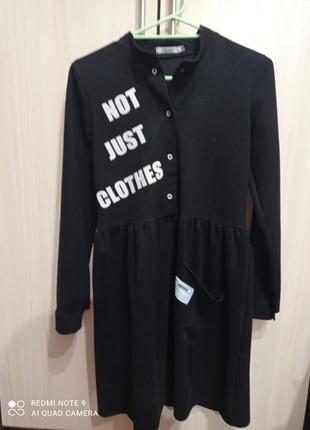 NOT
JUST
CLOTHES
REDMI NOTE 9
AI QUAD CAMERA